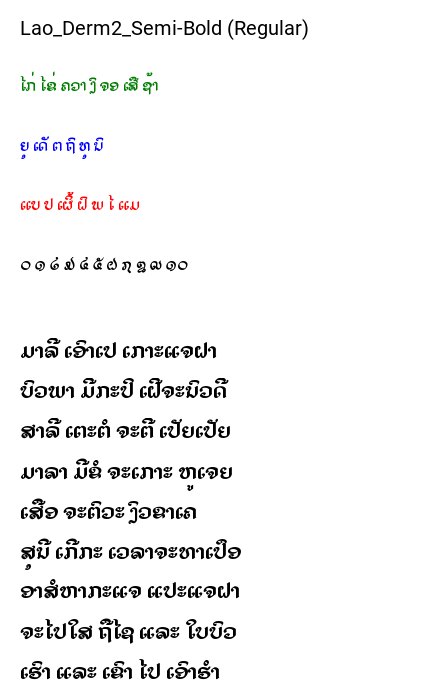 Lao_Derm2_Semi-Bold (Regular)
ໄກ່ ໄຂ່ ຄວາ ງິ ຈອ ເສື ຊ້າ
ຍຸ ເດັ ຕ ຖິ ທຸ ນິ
ແບ ປ ເຜິ້ ຝິ ພ ໄ ແມ
໐ ໑ ໒ ໓ ໔ ໕ ໖ ໗ ໘ ໙ ໑໐
ມາລີ ເອົາເປ ເກາະແຈຝາ
ບົວພາ ມີກະປິ ເຝີຈະນົວດີ
ສາລີ ເຕະຕໍ ຈະຕີ ເປັຍເປັຍ
ມາລາ ມີຂໍ ຈະເກາະ ຫູເຈຍ
ເສືອ ຈະຕົວະ ງົວຂາເຄ
ສຸນີ ເກີກະ ເວລາຈະທາເປືອ
ອາສໍຫາກະແຈ ແປະແຈຝາ
ຈະໄປໃສ ຖືໄຊ ແລະ ໃບບົວ
ເຮົາ ແລະ ເຂົາ ໄປ ເອົາຮໍາ